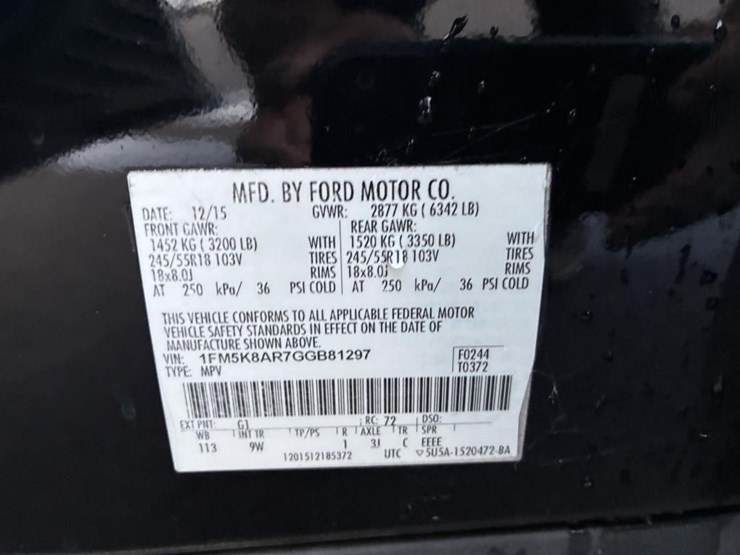 MFD. BY FORD MOTOR CO.
DATE: 12/15 GVWR: 2877 KG ( 6342 LB)
FRONT GAWR: REAR GAWR:
1452 KG ( 3200 LB) WITH 1520 KG ( 3350 LB) WITH
245/55R18 103V TIRES 245/55R18 103V TIRES
18x8.0J RIMS 18x8.0J RIMS
AT 250 kPa/ 36 PSI COLD AT 250 kPa/ 36 PSI COLD
THIS VEHICLE CONFORMS TO ALL APPLICABLE FEDERAL MOTOR
VEHICLE SAFETY STANDARDS IN EFFECT ON THE DATE OF
MANUFACTURE SHOWN ABOVE.
VIN: 1FM5K8AR7GGB81297 F0244
TYPE: MPV T0372
EXT PNT: G1 RC: 72 DSO:
WB INT TR TP/PS R AXLE TR SPR
113 9W 1 3J C EEEE
1201512185372 UTC 5U5A-1520472-BA